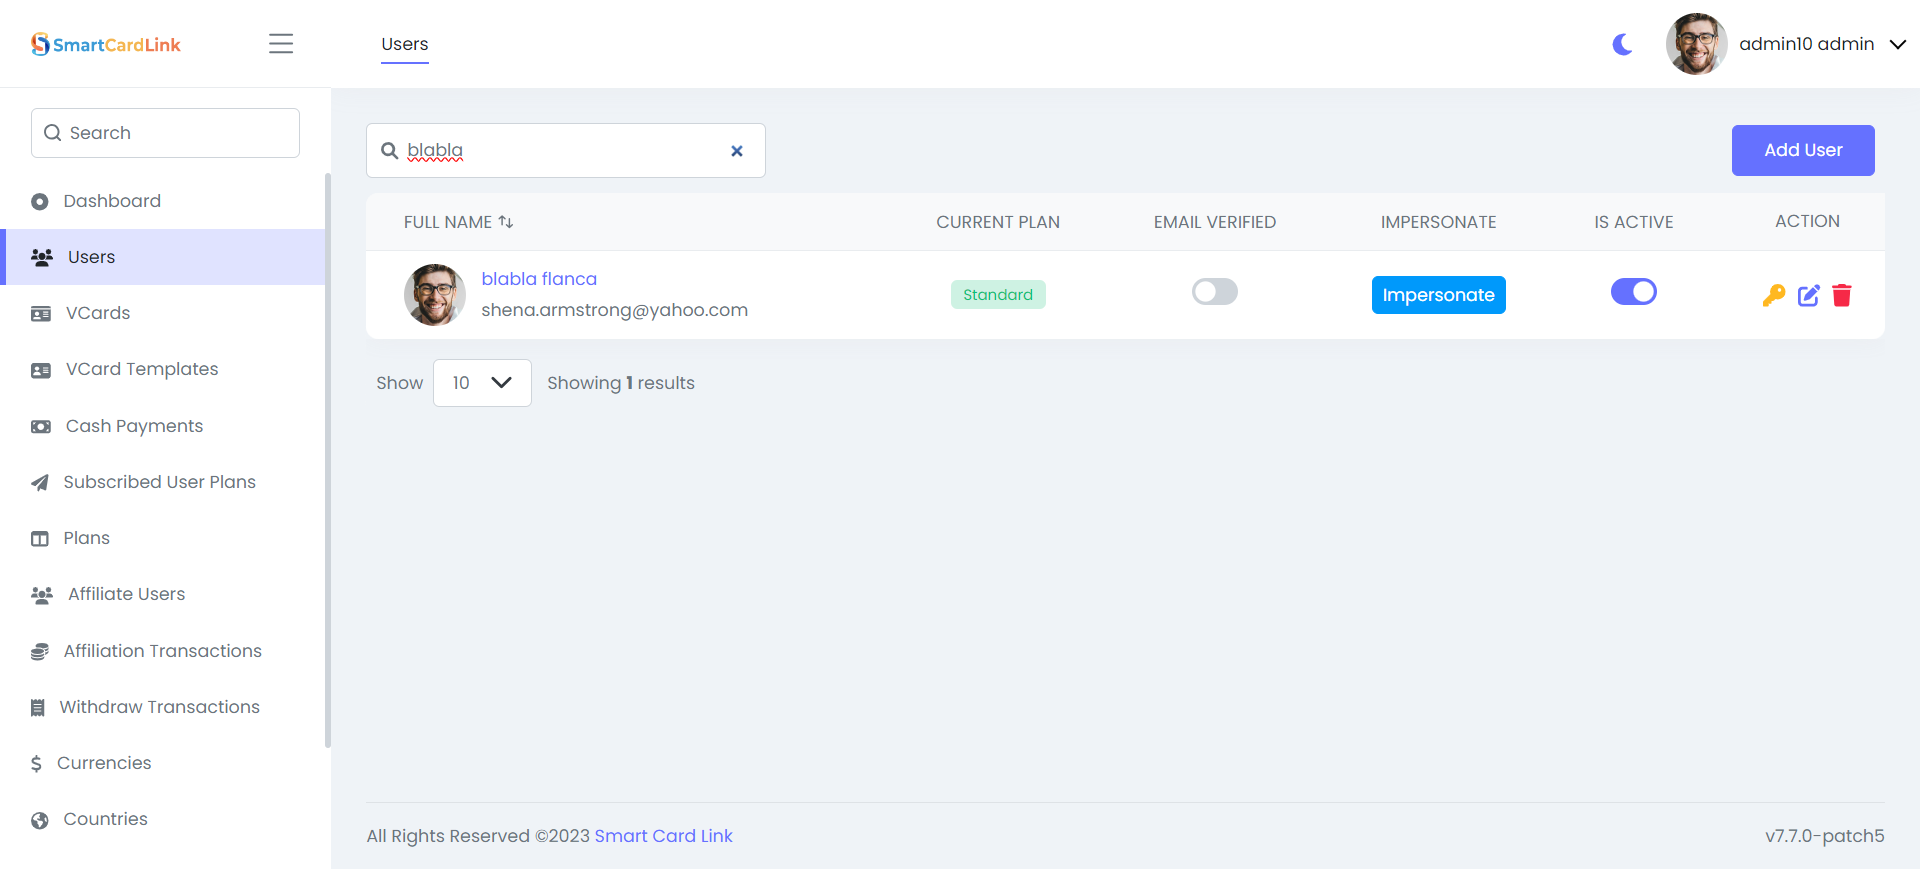 SmartCardLink
Users
admin10 admin
Search
blabla
Add User
Dashboard
Users
VCards
VCard Templates
Cash Payments
Subscribed User Plans
Plans
Affiliate Users
Affiliation Transactions
Withdraw Transactions
Currencies
Countries
FULL NAME CURRENT PLAN EMAIL VERIFIED IMPERSONATE IS ACTIVE ACTION
blabla flanca
shena.armstrong@yahoo.com
Standard
Impersonate
Show 10 Showing 1 results
All Rights Reserved ©2023 Smart Card Link
v7.7.0-patch5